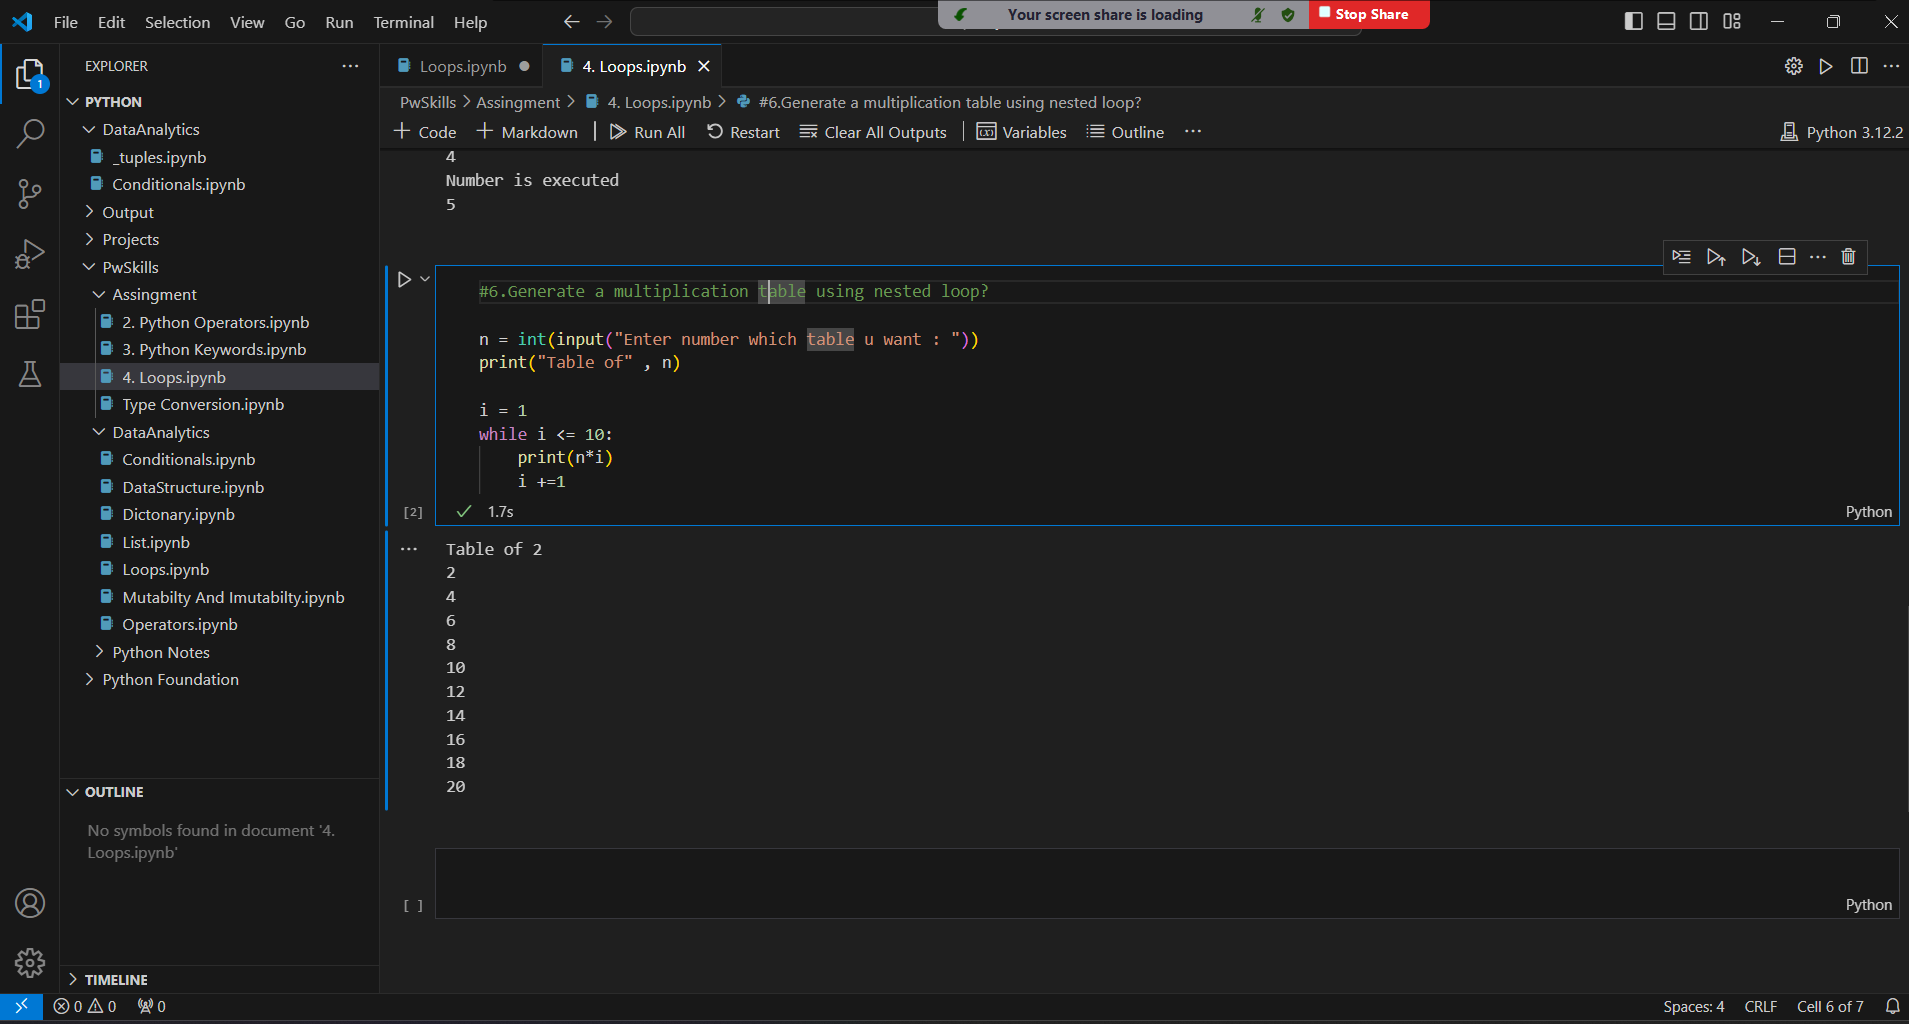 File Edit Selection View Go Run Terminal Help
Your screen share is loading
Stop Share
1
EXPLORER
PYTHON
DataAnalytics
_tuples.ipynb
Conditionals.ipynb
Output
Projects
PwSkills
Assingment
2. Python Operators.ipynb
3. Python Keywords.ipynb
4. Loops.ipynb
Type Conversion.ipynb
DataAnalytics
Conditionals.ipynb
DataStructure.ipynb
Dictonary.ipynb
List.ipynb
Loops.ipynb
Mutabilty And Imutabilty.ipynb
Operators.ipynb
Python Notes
Python Foundation
OUTLINE
No symbols found in document '4.
Loops.ipynb'
TIMELINE
Loops.ipynb
4. Loops.ipynb
PwSkills > Assingment > 4. Loops.ipynb > #6.Generate a multiplication table using nested loop?
+ Code + Markdown Run All Restart Clear All Outputs Variables Outline ...
Python 3.12.2
4
Number is executed
5
#6.Generate a multiplication table using nested loop?
n = int(input("Enter number which table u want : "))
print("Table of" , n)
i = 1
while i <= 10:
    print(n*i)
    i +=1
[2] 1.7s Python
Table of 2
2
4
6
8
10
12
14
16
18
20
[ ] Python
0 0 0
Spaces: 4 CRLF Cell 6 of 7